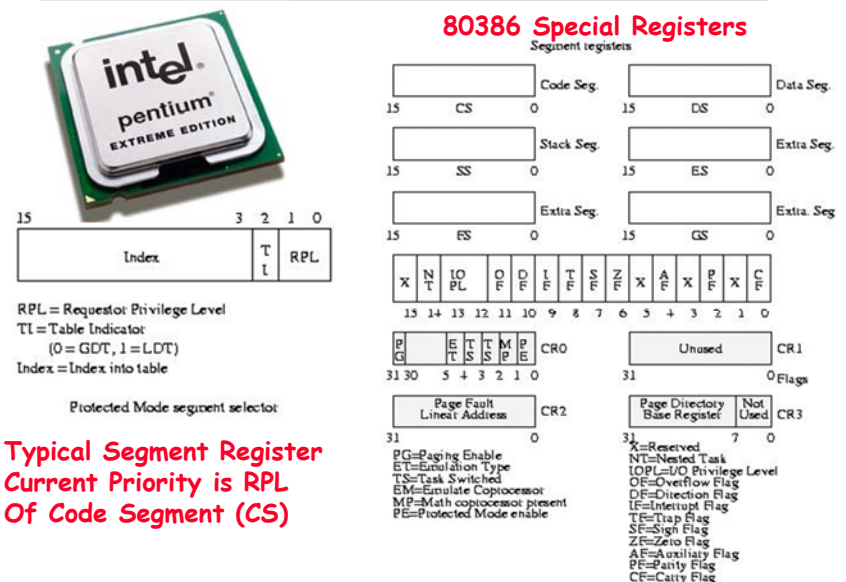 80386 Special Registers
Segment registers
intel®
pentium®
EXTREME EDITION
15 3 2 1 0
Index TI RPL
RPL = Requestor Privilege Level
TI = Table Indicator
(0 = GDT, 1 = LDT)
Index = Index into table
Protected Mode segment selector
Typical Segment Register
Current Priority is RPL
Of Code Segment (CS)
Code Seg.
15 CS 0
Data Seg.
15 DS 0
Stack Seg.
15 SS 0
Extra Seg.
15 ES 0
Extra Seg.
15 FS 0
Extra. Seg
15 GS 0
X NT IOPL OF DF IF TF SF ZF X AF X PF X CF
15 14 13 12 11 10 9 8 7 6 5 4 3 2 1 0
PG ET TS TS MP PE CR0
31 30 5 4 3 2 1 0
Unused CR1
31 0 Flags
Page Fault
Linear Address CR2
31 0
Page Directory
Base Register Not
Used CR3
31 7 0
PG=Paging Enable
ET=Emulation Type
TS=Task Switched
EM=Emulate Coprocessor
MP=Math coprocessor present
PE=Protected Mode enable
X=Reserved
NT=Nested Task
IOPL=I/O Privilege Level
OF=Overflow Flag
DF=Direction Flag
IF=Interrupt Flag
TF=Trap Flag
SF=Sign Flag
ZF=Zero Flag
AF=Auxiliary Flag
PF=Parity Flag
CF=Carry Flag